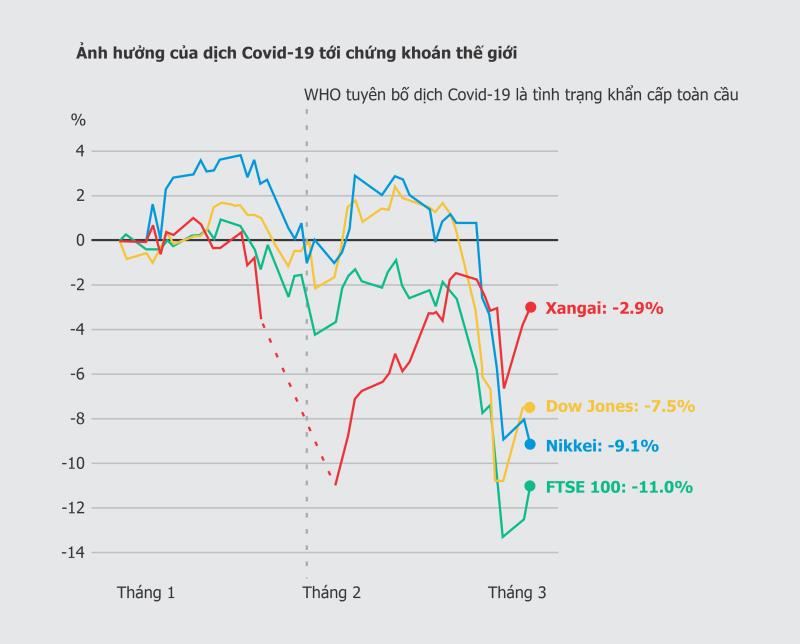 Ảnh hưởng của dịch Covid-19 tới chứng khoán thế giới
WHO tuyên bố dịch Covid-19 là tình trạng khẩn cấp toàn cầu
%
4
2
0
-2
-4
-6
-8
-10
-12
-14
Xangai: -2.9%
Dow Jones: -7.5%
Nikkei: -9.1%
FTSE 100: -11.0%
Tháng 1
Tháng 2
Tháng 3